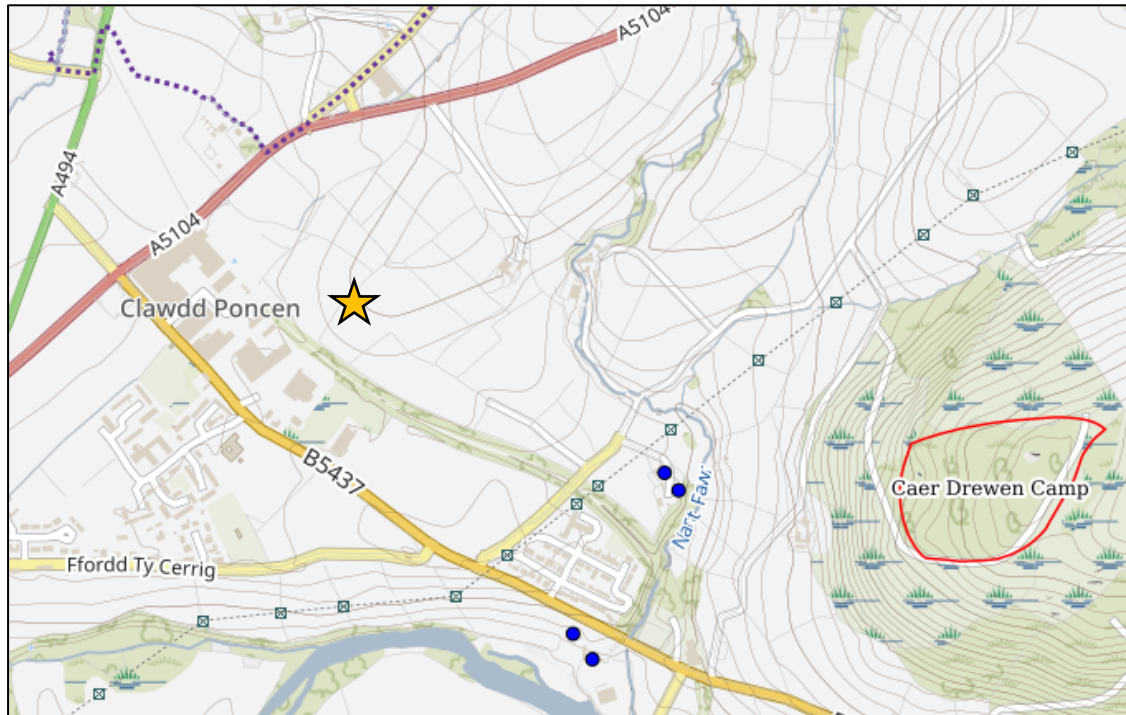 A5104
A494
A5104
Clawdd Poncen
B5437
Caer Drewen Camp
Nant Fawr
Ffordd Ty Cerrig